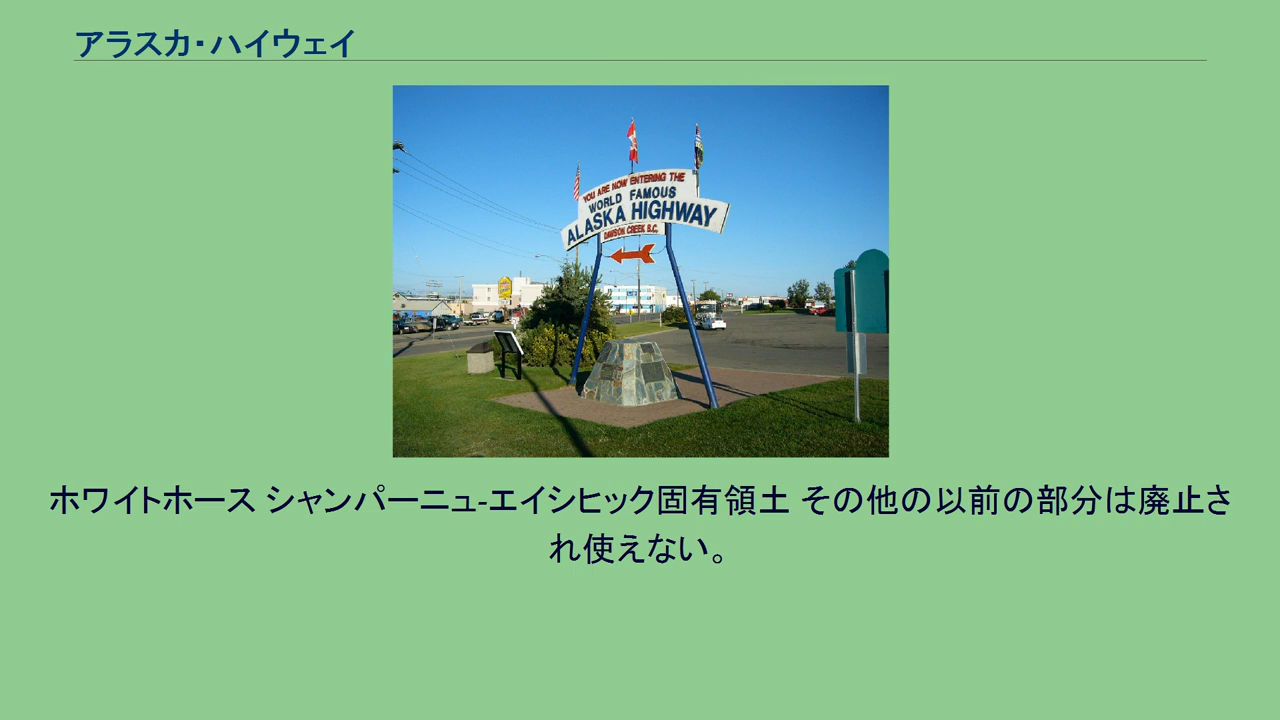 アラスカ・ハイウェイ
YOU ARE NOW ENTERING THE
WORLD FAMOUS
ALASKA HIGHWAY
DAWSON CREEK B.C.
ホワイトホース シャンパーニュ-エイシヒック固有領土 その他の以前の部分は廃止さ
れ使えない。